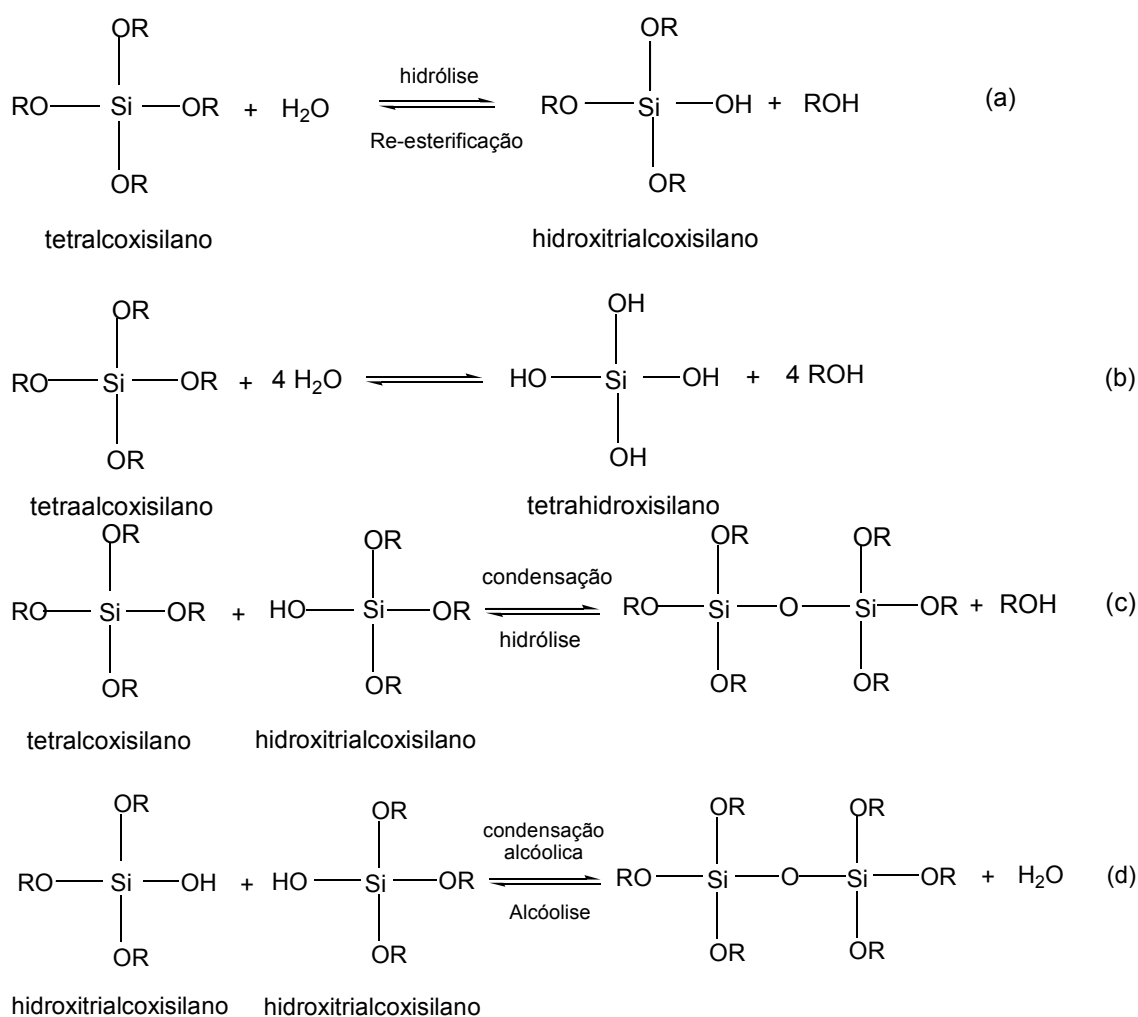 OR OR
hidrólise
RO Si OR + H₂O RO Si OH + ROH (a)
Re-esterificação
OR OR
tetralcoxisilano hidroxitrialcoxisilano
OR OH
RO Si OR + 4 H₂O HO Si OH + 4 ROH (b)
OR OH
tetraalcoxisilano tetrahidroxisilano
OR OR OR OR
condensação
RO Si OR + HO Si OR RO Si O Si OR + ROH (c)
hidrólise
OR OR OR OR
tetralcoxisilano hidroxitrialcoxisilano
OR OR OR OR
condensação
alcóolica
RO Si OH + HO Si OR RO Si O Si OR + H₂O (d)
Alcóolise
OR OR OR OR
hidroxitrialcoxisilano hidroxitrialcoxisilano